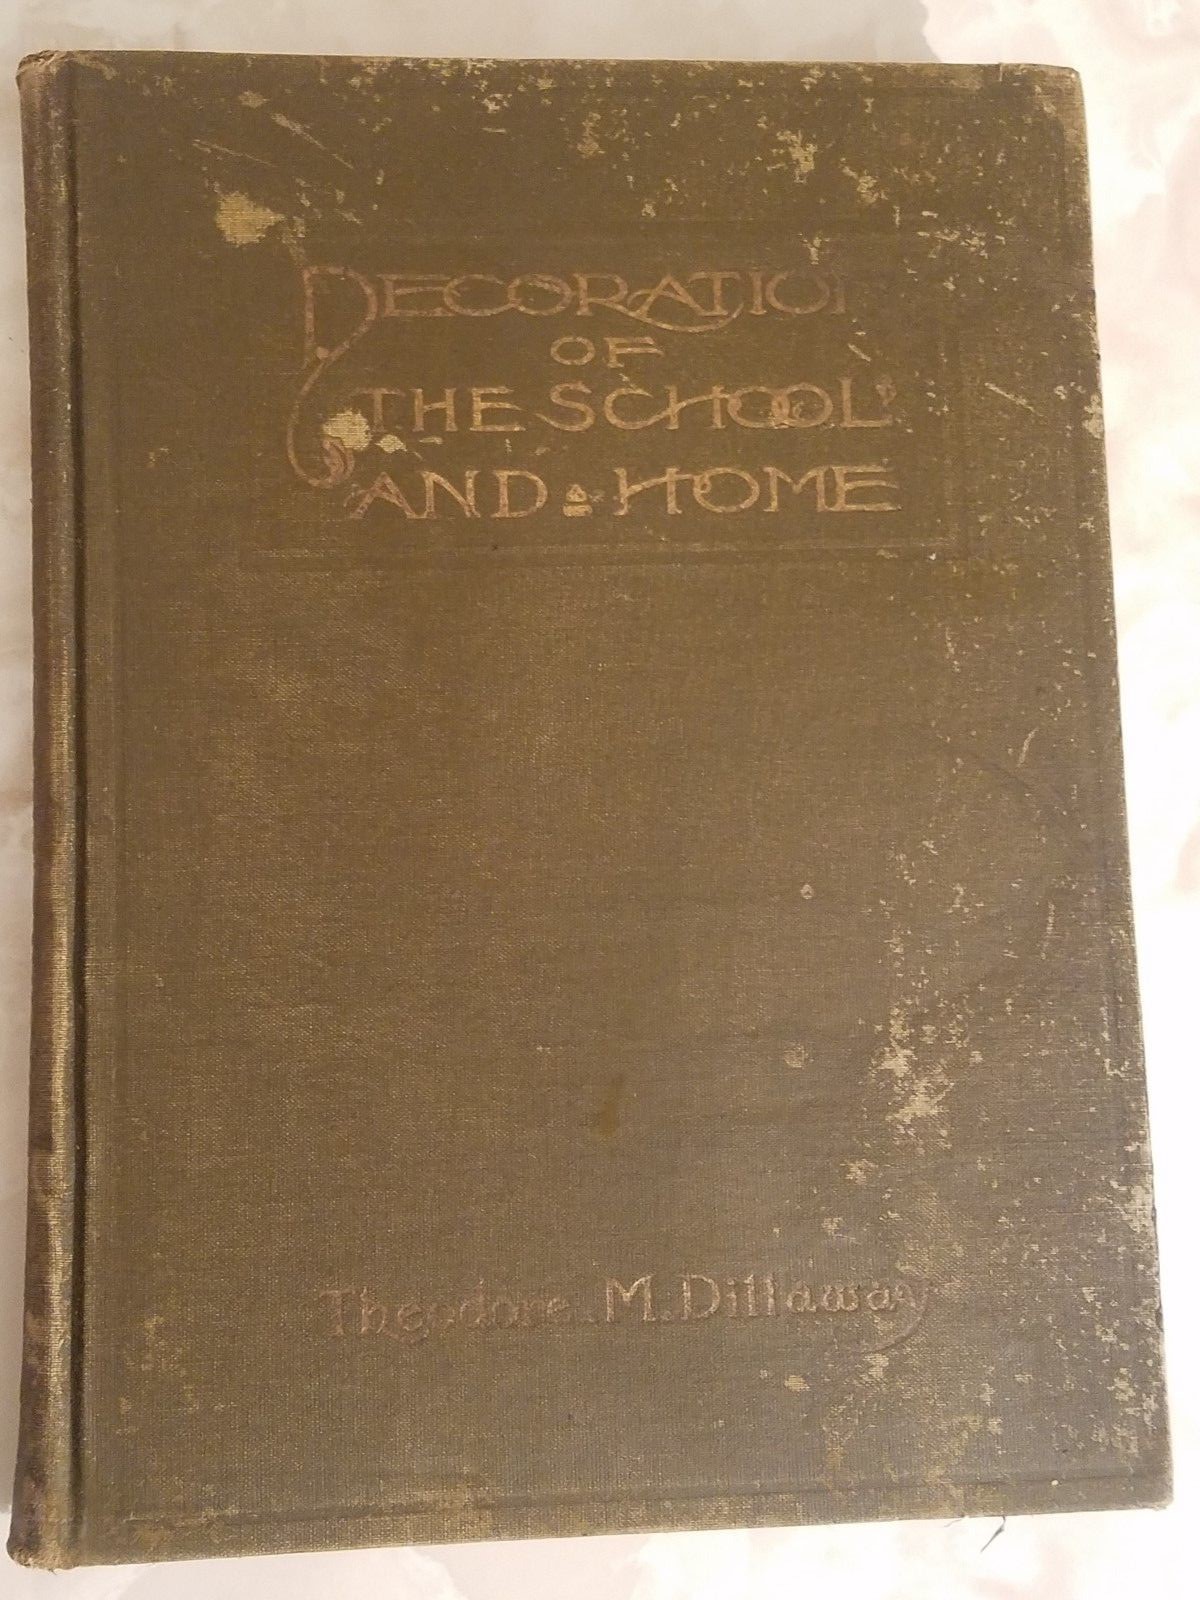 DECORATION
OF
THE SCHOOL
AND HOME
Theodore M. Dillaway